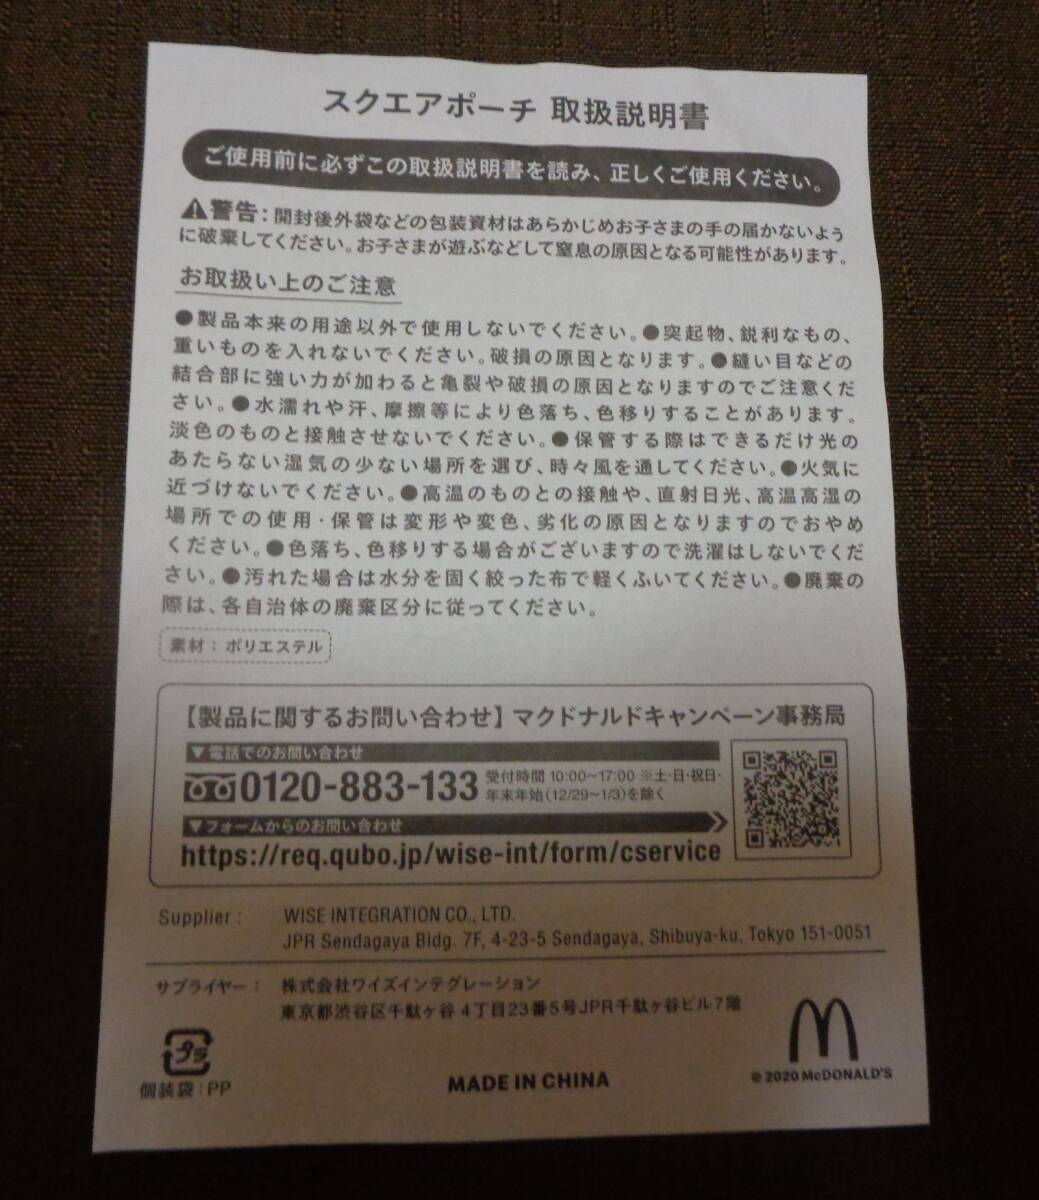 スクエアポーチ 取扱説明書
ご使用前に必ずこの取扱説明書を読み、正しくご使用ください。
⚠警告：開封後外袋などの包装資材はあらかじめお子さまの手の届かないよう
に破棄してください。お子さまが遊ぶなどして窒息の原因となる可能性があります。
お取扱い上のご注意
●製品本来の用途以外で使用しないでください。●突起物、鋭利なもの、
重いものを入れないでください。破損の原因となります。●縫い目などの
結合部に強い力が加わると亀裂や破損の原因となりますのでご注意くだ
さい。●水濡れや汗、摩擦等により色落ち、色移りすることがあります。
淡色のものと接触させないでください。●保管する際はできるだけ光の
あたらない湿気の少ない場所を選び、時々風を通してください。●火気に
近づけないでください。●高温のものとの接触や、直射日光、高温高湿の
場所での使用・保管は変形や変色、劣化の原因となりますのでおやめ
ください。●色落ち、色移りする場合がございますので洗濯はしないでくだ
さい。●汚れた場合は水分を固く絞った布で軽くふいてください。●廃棄の
際は、各自治体の廃棄区分に従ってください。
素材：ポリエステル
【製品に関するお問い合わせ】マクドナルドキャンペーン事務局
▼電話でのお問い合わせ
0120-883-133 受付時間 10:00〜17:00 ※土・日・祝日・
年末年始(12/29〜1/3)を除く
▼フォームからのお問い合わせ
https://req.qubo.jp/wise-int/form/cservice
Supplier : WISE INTEGRATION CO., LTD.
JPR Sendagaya Bldg. 7F, 4-23-5 Sendagaya, Shibuya-ku, Tokyo 151-0051
サプライヤー： 株式会社ワイズインテグレーション
東京都渋谷区千駄ヶ谷4丁目23番5号JPR千駄ヶ谷ビル7階
プラ
個装袋：PP
MADE IN CHINA
© 2020 McDONALD'S